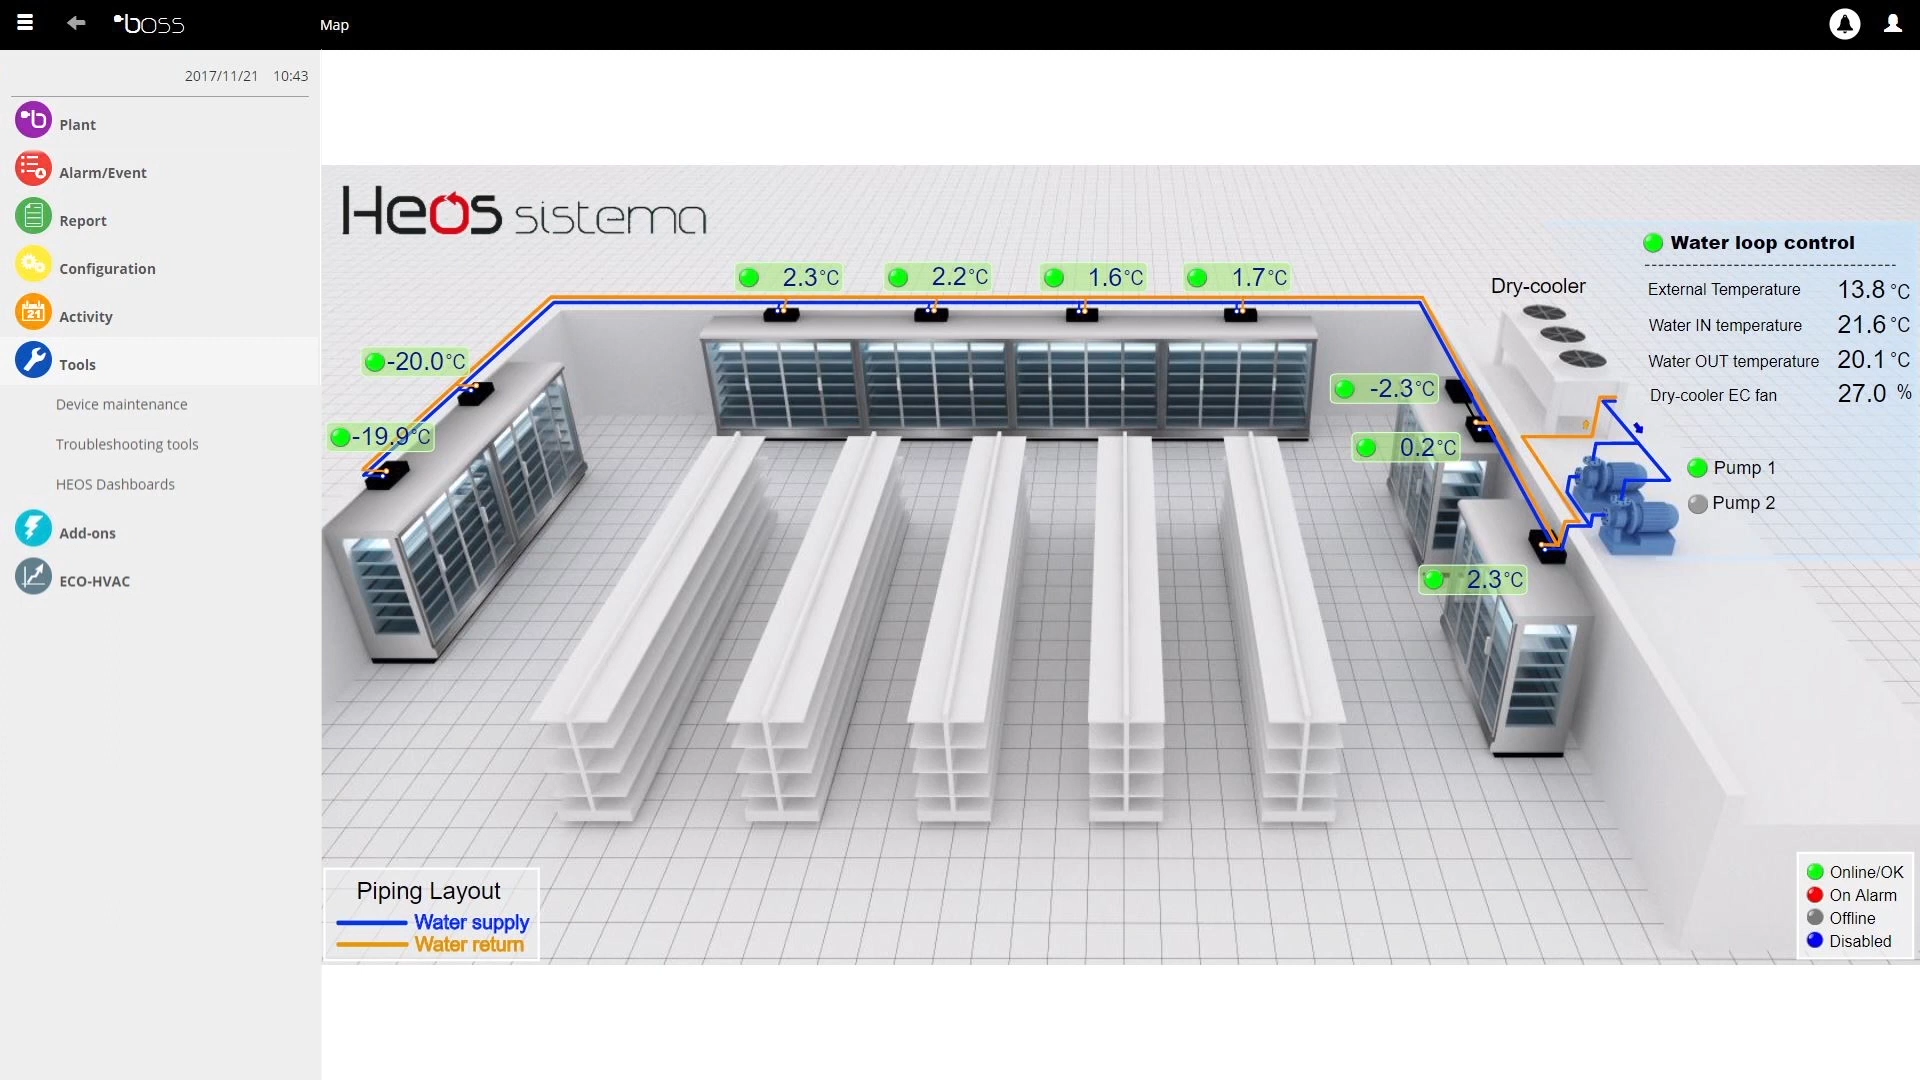 boss
Map
2017/11/21 10:43
Plant
Alarm/Event
Report
Configuration
21
Activity
Tools
Device maintenance
Troubleshooting tools
HEOS Dashboards
Add-ons
ECO-HVAC
Heos sistema
2.3°C
2.2°C
1.6°C
1.7°C
-20.0°C
-19.9°C
-2.3°C
0.2°C
2.3°C
Dry-cooler
Water loop control
External Temperature 13.8 °C
Water IN temperature 21.6 °C
Water OUT temperature 20.1 °C
Dry-cooler EC fan 27.0 %
Pump 1
Pump 2
Piping Layout
Water supply
Water return
Online/OK
On Alarm
Offline
Disabled